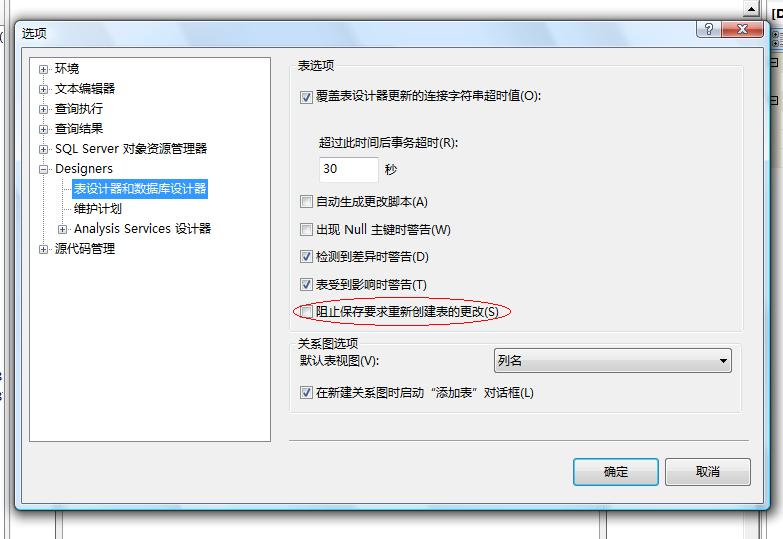 选项
环境
文本编辑器
查询执行
查询结果
SQL Server 对象资源管理器
Designers
表设计器和数据库设计器
维护计划
Analysis Services 设计器
源代码管理
表选项
覆盖表设计器更新的连接字符串超时值(O):
超过此时间后事务超时(R):
30 秒
自动生成更改脚本(A)
出现 Null 主键时警告(W)
检测到差异时警告(D)
表受到影响时警告(T)
阻止保存要求重新创建表的更改(S)
关系图选项
默认表视图(V): 列名
在新建关系图时启动“添加表”对话框(L)
确定 取消